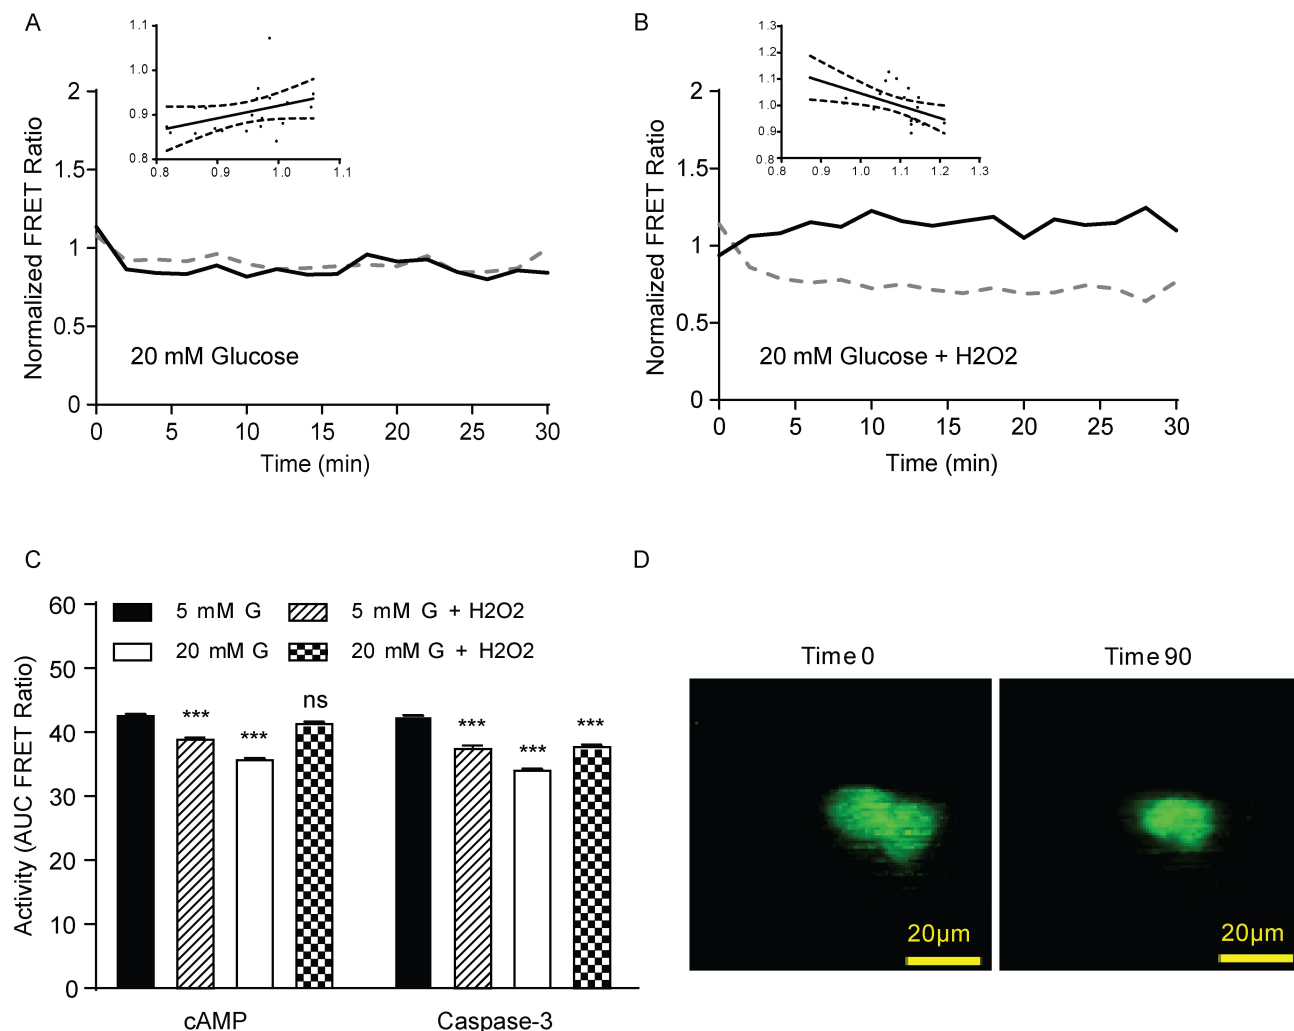 A
1.1
1.0
0.9
0.8
0.8 0.9 1.0 1.1
2
1.5
1
0.5
0
Normalized FRET Ratio
20 mM Glucose
0 5 10 15 20 25 30
Time (min)
B
1.3
1.2
1.1
1.0
0.9
0.8
0.8 0.9 1.0 1.1 1.2 1.3
2
1.5
1
0.5
0
Normalized FRET Ratio
20 mM Glucose + H2O2
0 5 10 15 20 25 30
Time (min)
C
60
50
40
30
20
10
0
Activity (AUC FRET Ratio)
5 mM G 5 mM G + H2O2
20 mM G 20 mM G + H2O2
*** *** ns *** *** ***
cAMP Caspase-3
D
Time 0 Time 90
20µm 20µm